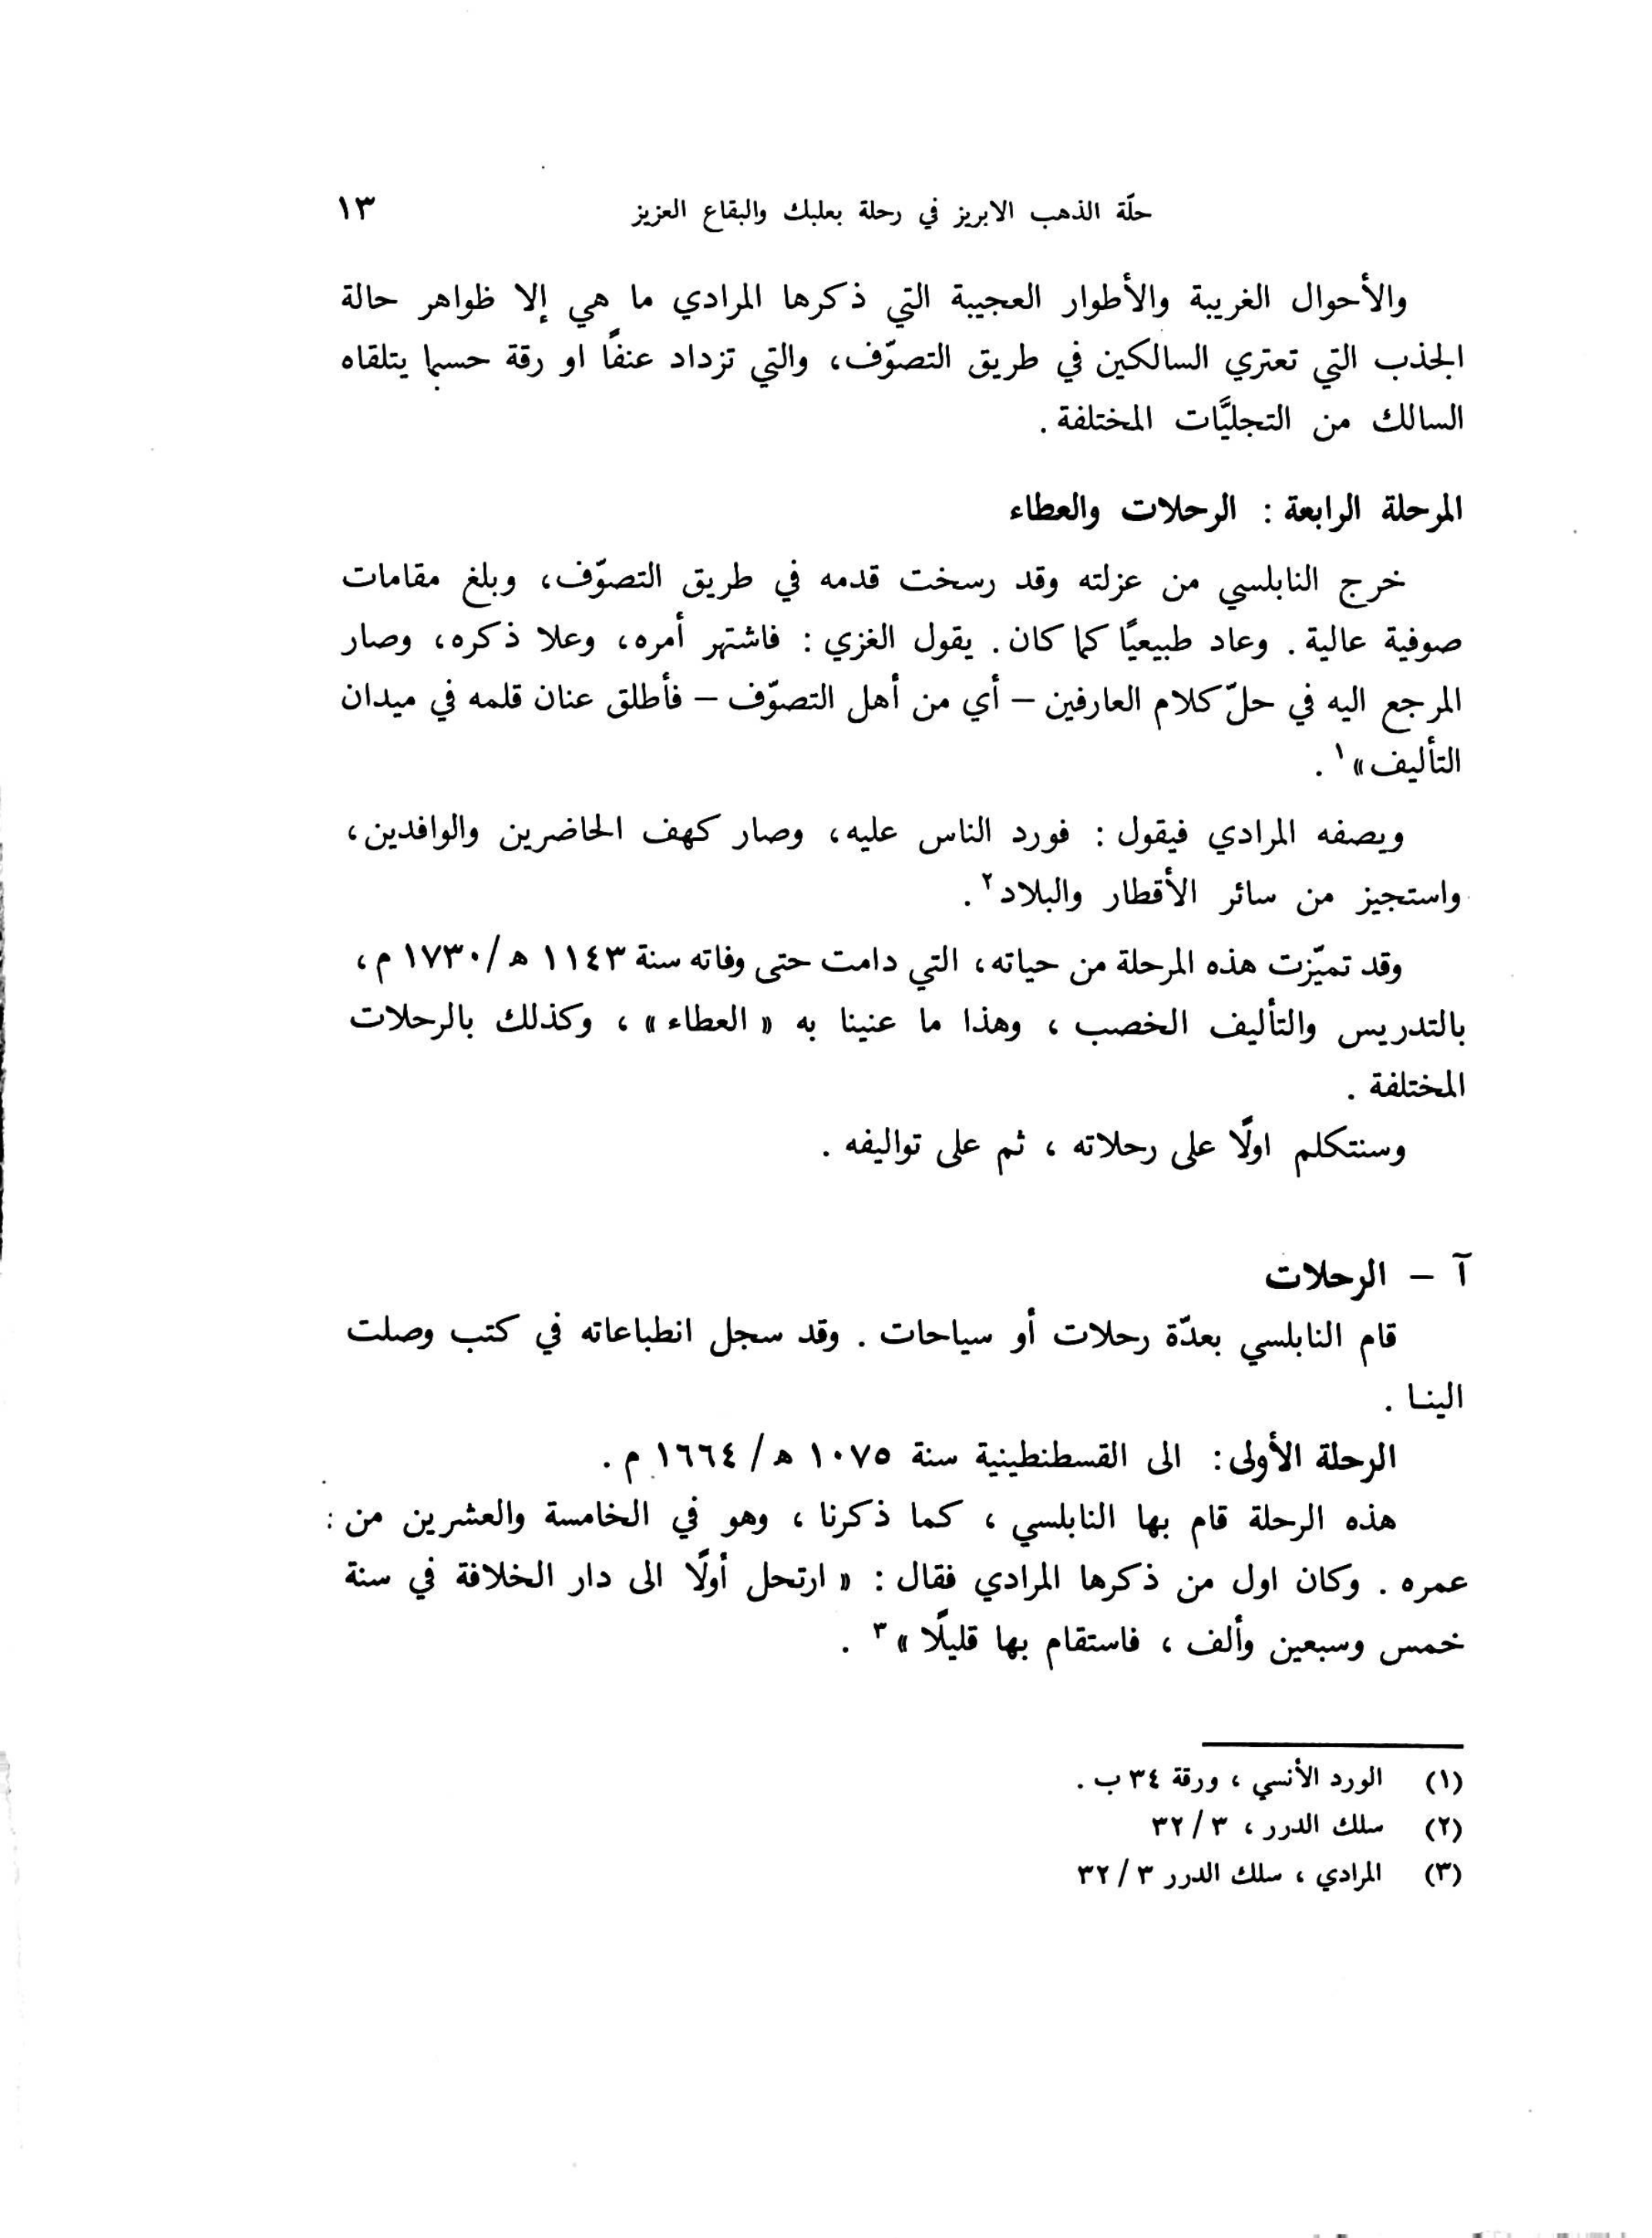 حلّة الذهب الابريز في رحلة بعلبك والبقاع العزيز ١٣
والأحوال الغريبة والأطوار العجيبة التي ذكرها المرادي ما هي إلا ظواهر حالة
الجذب التي تعتري السالكين في طريق التصوّف، والتي تزداد عنفًا او رقة حسبما يتلقاه
السالك من التجليَّات المختلفة .
المرحلة الرابعة : الرحلات والعطاء
خرج النابلسي من عزلته وقد رسخت قدمه في طريق التصوّف، وبلغ مقامات
صوفية عالية . وعاد طبيعيًا كما كان . يقول الغزي : فاشتهر أمره، وعلا ذكره، وصار
المرجع اليه في حلّ كلام العارفين – أي من أهل التصوّف – فأطلق عنان قلمه في ميدان
التأليف»١ .
ويصفه المرادي فيقول : فورد الناس عليه، وصار كهف الحاضرين والوافدين،
واستجيز من سائر الأقطار والبلاد٢ .
وقد تميّزت هذه المرحلة من حياته، التي دامت حتى وفاته سنة ١١٤٣ ه/١٧٣٠ م،
بالتدريس والتأليف الخصب ، وهذا ما عنينا به « العطاء» ، وكذلك بالرحلات
المختلفة .
وسنتكلم اولًا على رحلاته ، ثم على تواليفه .
آ – الرحلات
قام النابلسي بعدّة رحلات أو سياحات . وقد سجل انطباعاته في كتب وصلت
الينا .
الرحلة الأولى: الى القسطنطينية سنة ١٠٧٥ ه/ ١٦٦٤ م .
هذه الرحلة قام بها النابلسي ، كما ذكرنا ، وهو في الخامسة والعشرين من :
عمره . وكان اول من ذكرها المرادي فقال : « ارتحل أولًا الى دار الخلافة في سنة
خمس وسبعين وألف ، فاستقام بها قليلًا »٣ .
(١) الورد الأنسي ، ورقة ٣٤ ب .
(٢) سلك الدرر ، ٣/ ٣٢
(٣) المرادي ، سلك الدرر ٣/ ٣٢